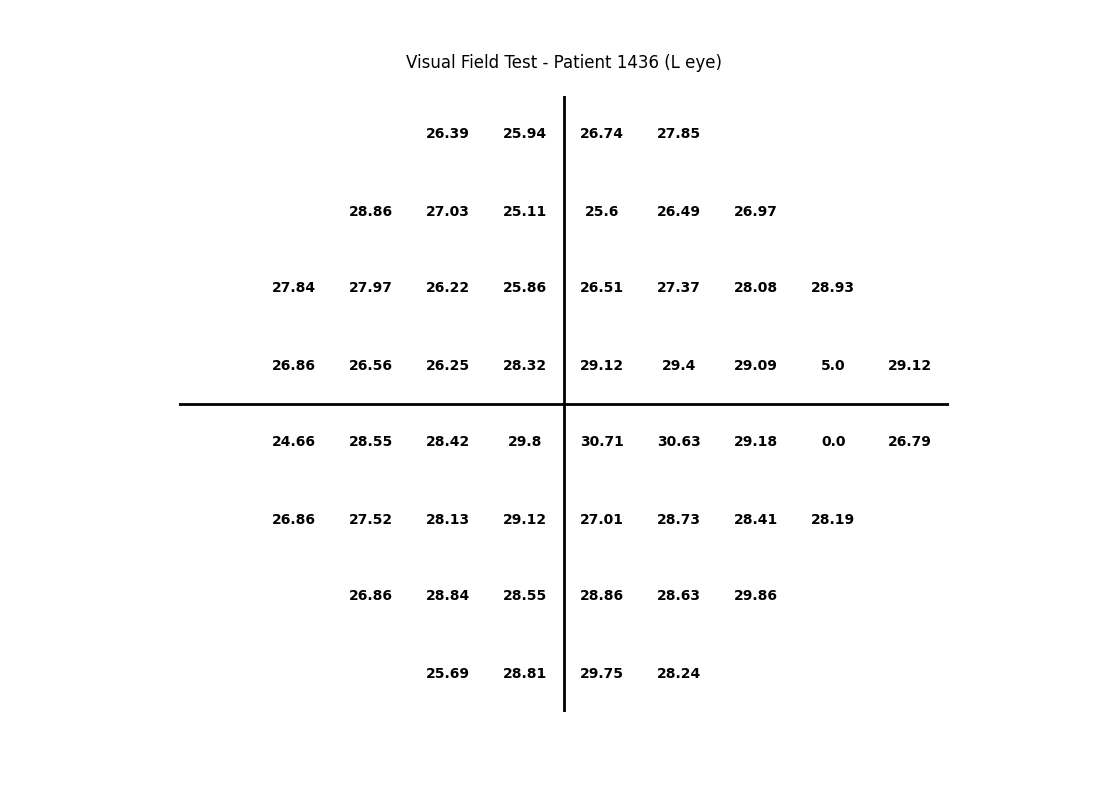 Visual Field Test - Patient 1436 (L eye)
26.39 25.94 26.74 27.85
28.86 27.03 25.11 25.6 26.49 26.97
27.84 27.97 26.22 25.86 26.51 27.37 28.08 28.93
26.86 26.56 26.25 28.32 29.12 29.4 29.09 5.0 29.12
24.66 28.55 28.42 29.8 30.71 30.63 29.18 0.0 26.79
26.86 27.52 28.13 29.12 27.01 28.73 28.41 28.19
26.86 28.84 28.55 28.86 28.63 29.86
25.69 28.81 29.75 28.24